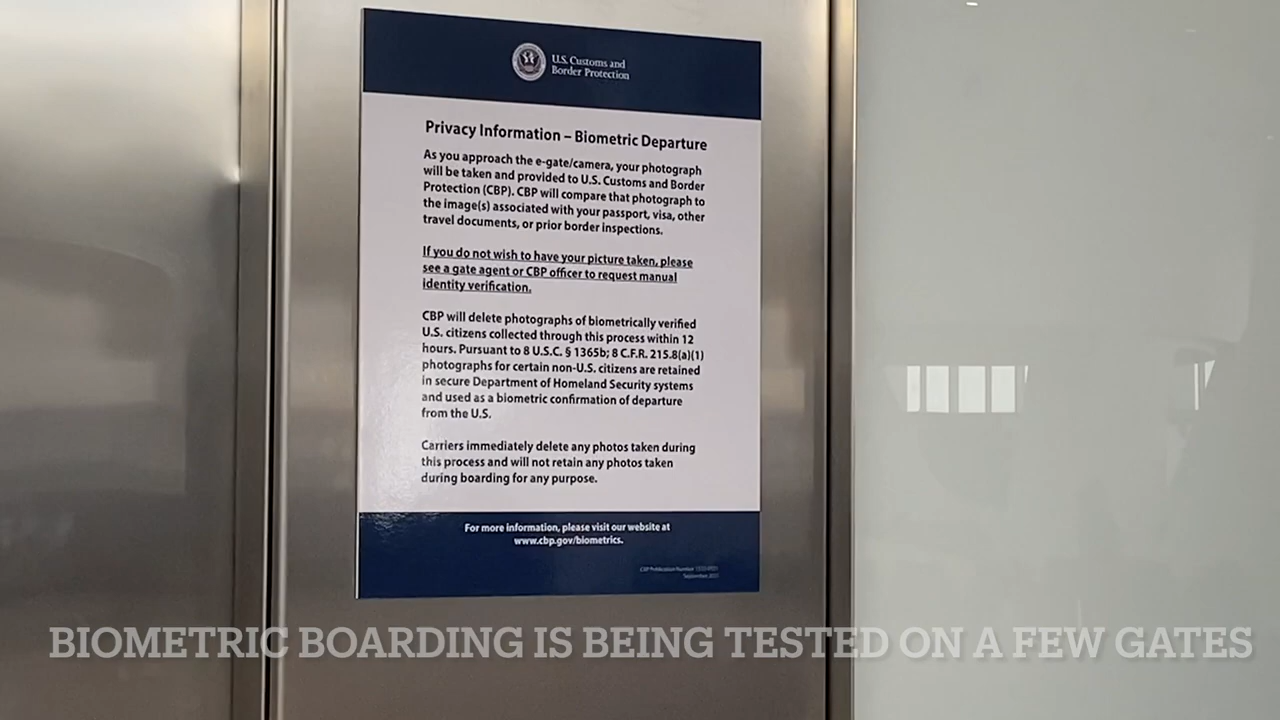 U.S. Customs and
Border Protection
Privacy Information – Biometric Departure
As you approach the e-gate/camera, your photograph
will be taken and provided to U.S. Customs and Border
Protection (CBP). CBP will compare that photograph to
the image(s) associated with your passport, visa, other
travel documents, or prior border inspections.
If you do not wish to have your picture taken, please
see a gate agent or CBP officer to request manual
identity verification.
CBP will delete photographs of biometrically verified
U.S. citizens collected through this process within 12
hours. Pursuant to 8 U.S.C. § 1365b; 8 C.F.R. 215.8(a)(1)
photographs for certain non-U.S. citizens are retained
in secure Department of Homeland Security systems
and used as a biometric confirmation of departure
from the U.S.
Carriers immediately delete any photos taken during
this process and will not retain any photos taken
during boarding for any purpose.
For more information, please visit our website at
www.cbp.gov/biometrics.
CBP Publication Number
September
BIOMETRIC BOARDING IS BEING TESTED ON A FEW GATES